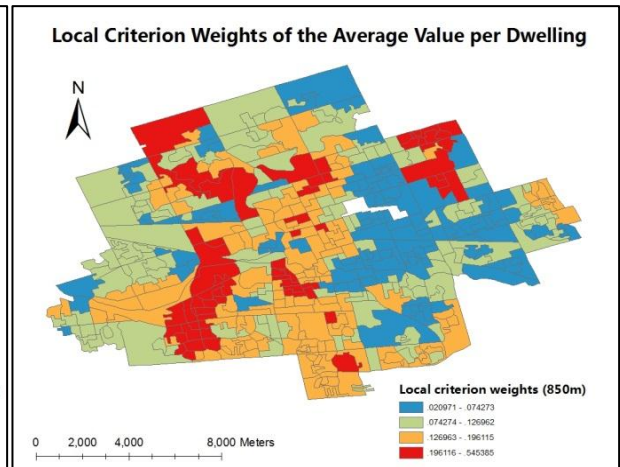 Local Criterion Weights of the Average Value per Dwelling
N
Local criterion weights (850m)
.020971 - .074273
.074274 - .126962
.126963 - .196115
.196116 - .545385
0 2,000 4,000 8,000 Meters